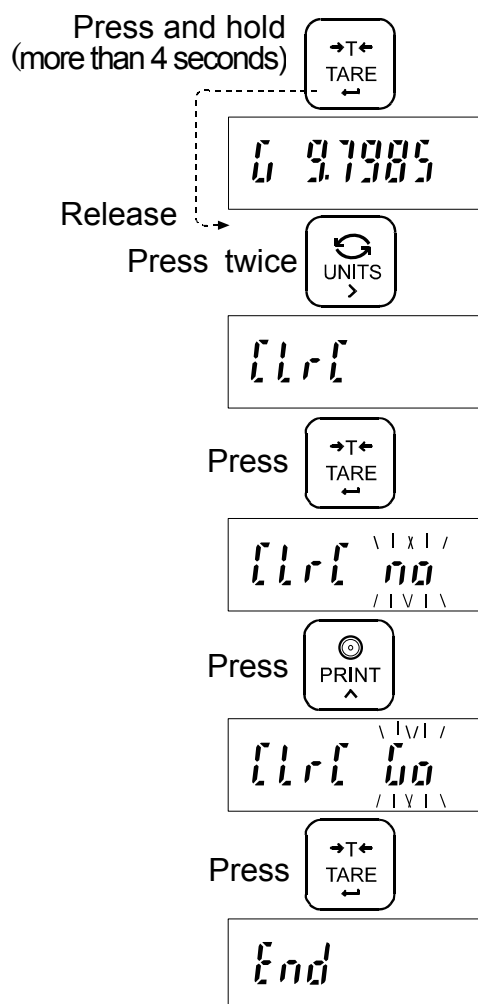 Press and hold
(more than 4 seconds)
→T←
TARE
G 9.7985
Release
Press twice
UNITS
>
CLrC
Press
→T←
TARE
CLrC no
Press
PRINT
^
CLrC Go
Press
→T←
TARE
End